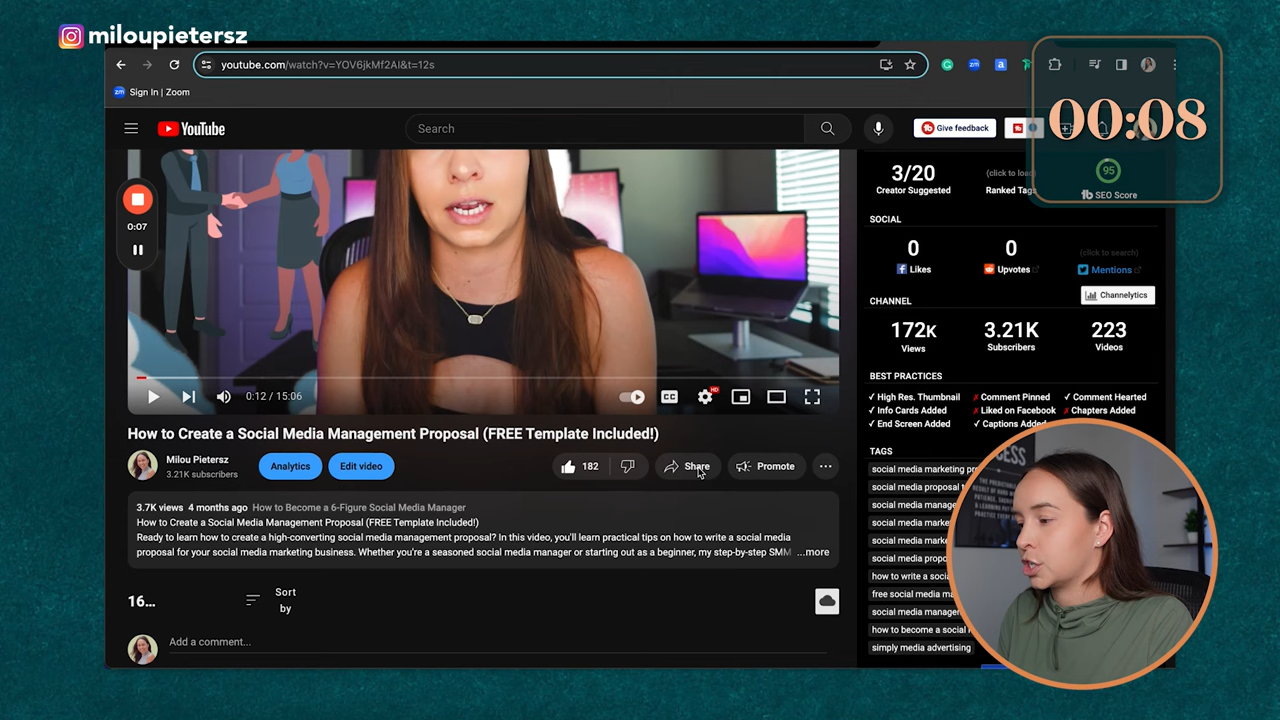 miloupietersz
youtube.com/watch?v=YOV6jkMf2AI&t=12s
Sign In | Zoom
00:08
YouTube
Search
Give feedback
3/20
Creator Suggested
Ranked Tags
95
SEO Score
0:07
SOCIAL
0
Likes
0
Upvotes
(click to search)
Mentions
Channelytics
CHANNEL
172K
Views
3.21K
Subscribers
223
Videos
0:12 / 15:06
CC
HD
BEST PRACTICES
High Res. Thumbnail
Comment Pinned
Comment Hearted
Info Cards Added
Liked on Facebook
Chapters Added
End Screen Added
Captions Added
How to Create a Social Media Management Proposal (FREE Template Included!)
Milou Pietersz
3.21K subscribers
Analytics
Edit video
182
Share
Promote
TAGS
social media marketing
social media proposal
social media
social media
social media
social media
how to write a
free social media
social media
how to become a social
simply media advertising
3.7K views 4 months ago How to Become a 6-Figure Social Media Manager
How to Create a Social Media Management Proposal (FREE Template Included!)
Ready to learn how to create a high-converting social media management proposal? In this video, you'll learn practical tips on how to write a social media
proposal for your social media marketing business. Whether you're a seasoned social media manager or starting out as a beginner, my step-by-step SMM ...more
16...
Sort
by
Add a comment...